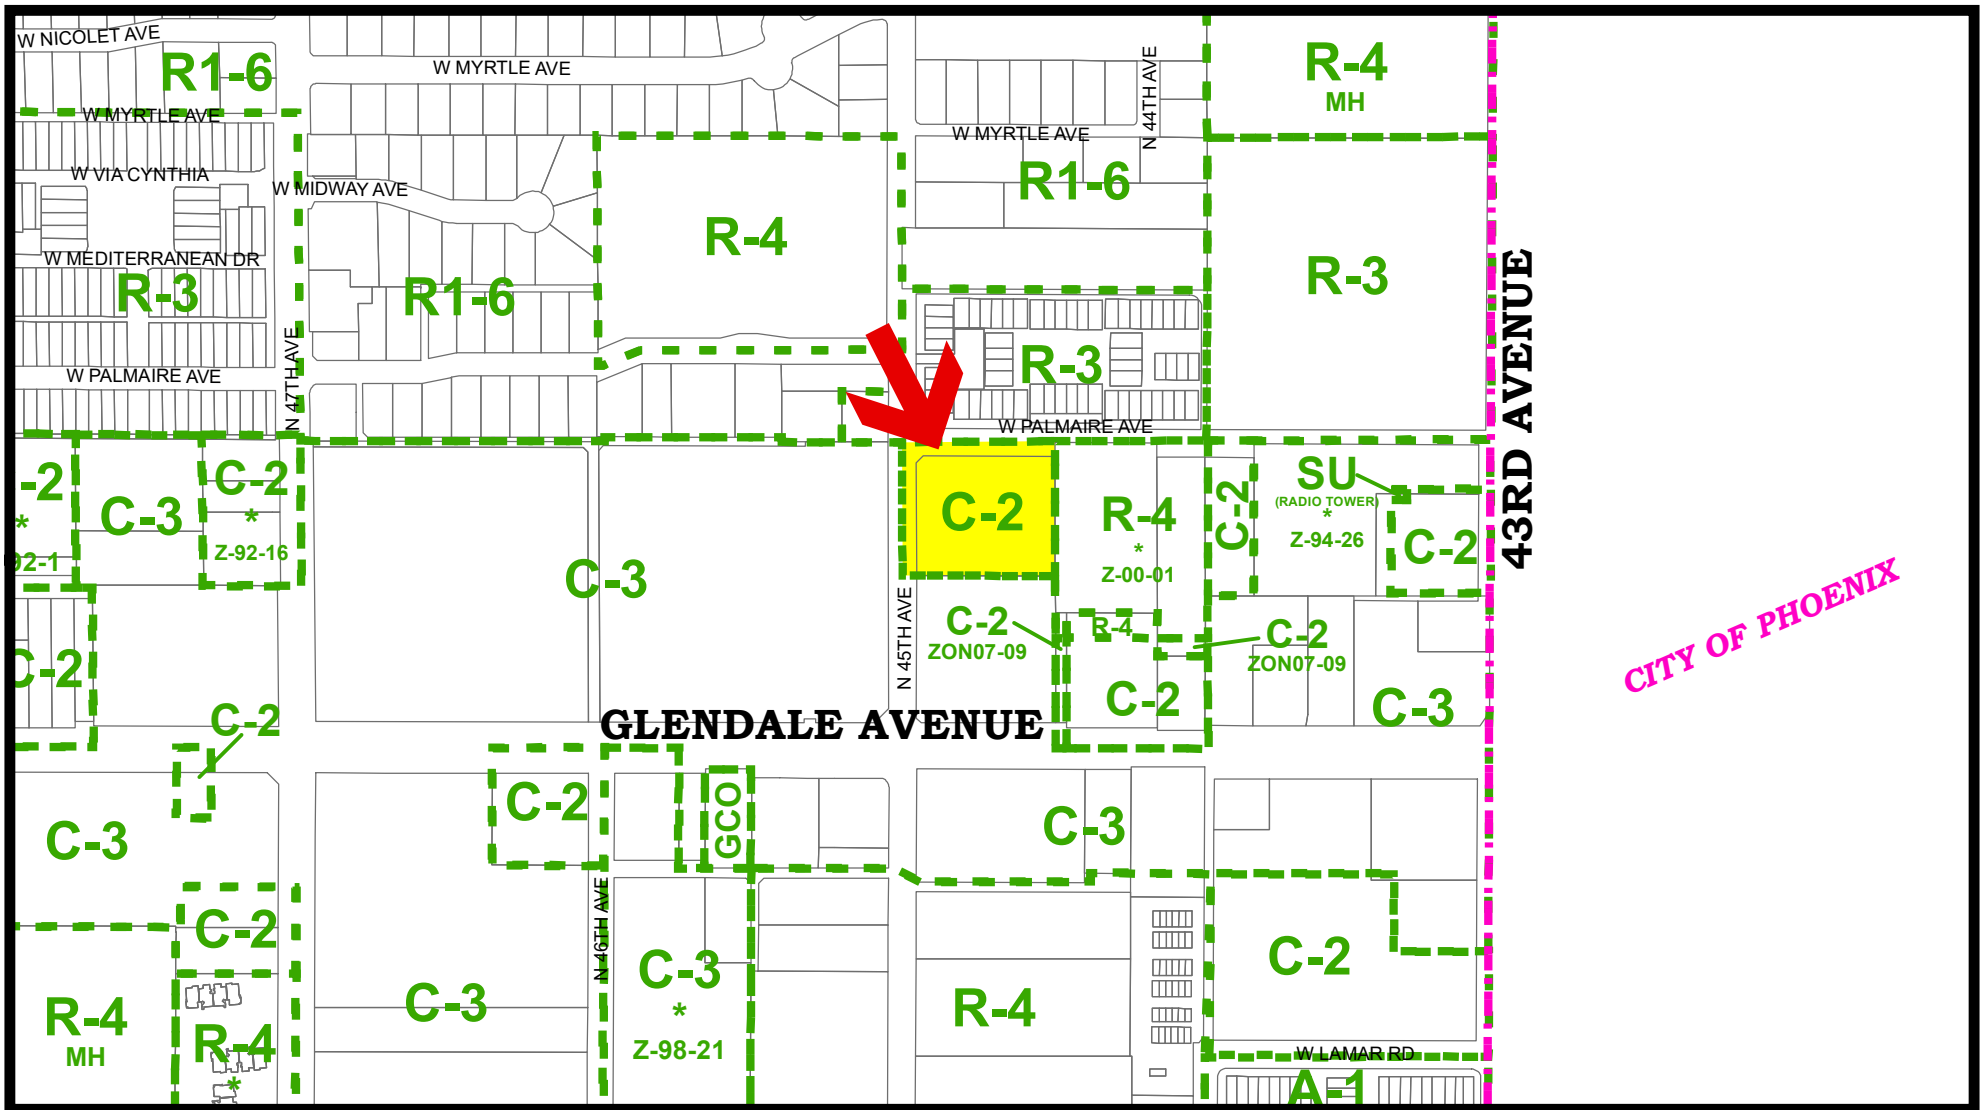 W NICOLET AVE
R1-6
W MYRTLE AVE
W MYRTLE AVE
N 44TH AVE
R-4
MH
W MYRTLE AVE
R1-6
W VIA CYNTHIA
W MIDWAY AVE
R-4
W MEDITERRANEAN DR
R-3
R1-6
R-3
N 47TH AVE
W PALMAIRE AVE
R-3
W PALMAIRE AVE
43RD AVENUE
-2
*
92-1
C-3
C-2
*
Z-92-16
C-3
C-2
R-4
*
Z-00-01
C-2
SU
(RADIO TOWER)
*
Z-94-26
C-2
CITY OF PHOENIX
N 45TH AVE
C-2
ZON07-09
R-4
C-2
ZON07-09
C-2
C-2
C-3
C-2
GLENDALE AVENUE
C-3
C-2
GCO
C-3
C-2
N 46TH AVE
C-3
*
Z-98-21
C-2
R-4
MH
R-4
*
C-3
R-4
W LAMAR RD
A-1